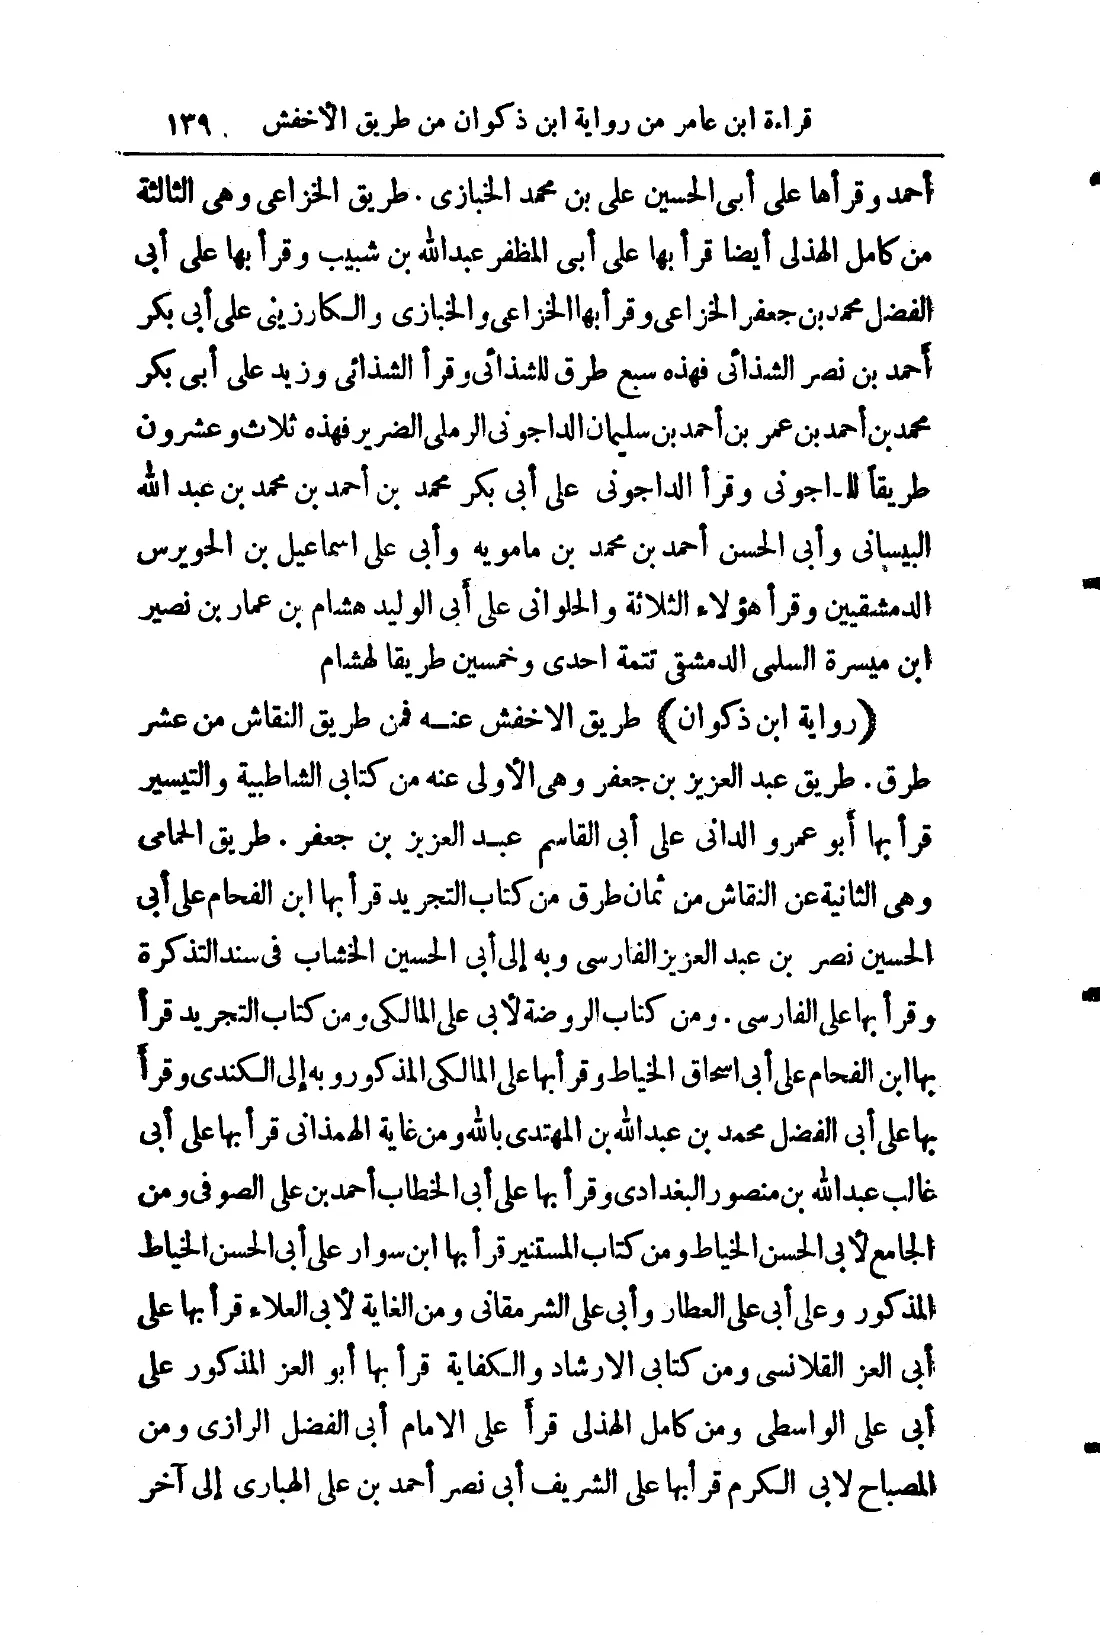 قراءة ابن عامر من رواية ابن ذكوان من طريق الأخفش ١٣٩
أحمد وقرأها على أبى الحسين على بن محمد الخبازى . طريق الخزاعى وهى الثالثة
من كامل الهذلى أيضا قرأ بها على أبى المظفر عبدالله بن شبيب وقرأ بها على أبى
الفضل محمد بن جعفر الخزاعى وقرأ بها الخزاعى والخبازى والكارزينى على أبى بكر
أحمد بن نصر الشذائى فهذه سبع طرق للشذائى وقرأ الشذائى وزيد على أبى بكر
محمد بن أحمد بن عمر بن أحمد بن سليمان الداجونى الرملى الضرير فهذه ثلاث وعشرون
طريقاً للداجونى وقرأ الداجونى على أبى بكر محمد بن أحمد بن محمد بن عبد الله
البيسانى وأبى الحسن أحمد بن محمد بن مامويه وأبى على اسماعيل بن الحويرس
الدمشقيين وقرأ هؤلاء الثلاثة والحلوانى على أبى الوليد هشام بن عمار بن نصير
ابن ميسرة السلمى الدمشقى تتمة احدى وخمسين طريقا لهشام
(رواية ابن ذكوان) طريق الاخفش عنه فمن طريق النقاش من عشر
طرق . طريق عبد العزيز بن جعفر وهى الأولى عنه من كتابى الشاطبية والتيسير
قرأ بها أبو عمرو الدانى على أبى القاسم عبد العزيز بن جعفر . طريق الحمامى
وهى الثانية عن النقاش من ثمان طرق من كتاب التجريد قرأ بها ابن الفحام على أبى
الحسين نصر بن عبد العزيز الفارسى وبه إلى أبى الحسين الخشاب فى سند التذكرة
وقرأ بها على الفارسى . ومن كتاب الروضة لأبى على المالكى ومن كتاب التجريد قرأ
بها ابن الفحام على أبى اسحاق الخياط وقرأ بها على المالكى المذكور وبه إلى الكندى وقرأ
بها على أبى الفضل محمد بن عبد الله بن المهتدى بالله ومن غاية الهمذانى قرأ بها على أبى
غالب عبد الله بن منصور البغدادى وقرأ بها على أبى الخطاب أحمد بن على الصوفى ومن
الجامع لأبى الحسن الخياط ومن كتاب المستنير قرأ بها ابن سوار على أبى الحسن الخياط
المذكور وعلى أبى على العطار وأبى على الشرمقانى ومن الغاية لأبى العلاء قرأ بها على
أبى العز القلانسى ومن كتابى الارشاد والكفاية قرأ بها أبو العز المذكور على
أبى على الواسطى ومن كامل الهذلى قرأ على الامام أبى الفضل الرازى ومن
المصباح لابى الكرم قرأ بها على الشريف أبى نصر أحمد بن على الهبارى إلى آخر